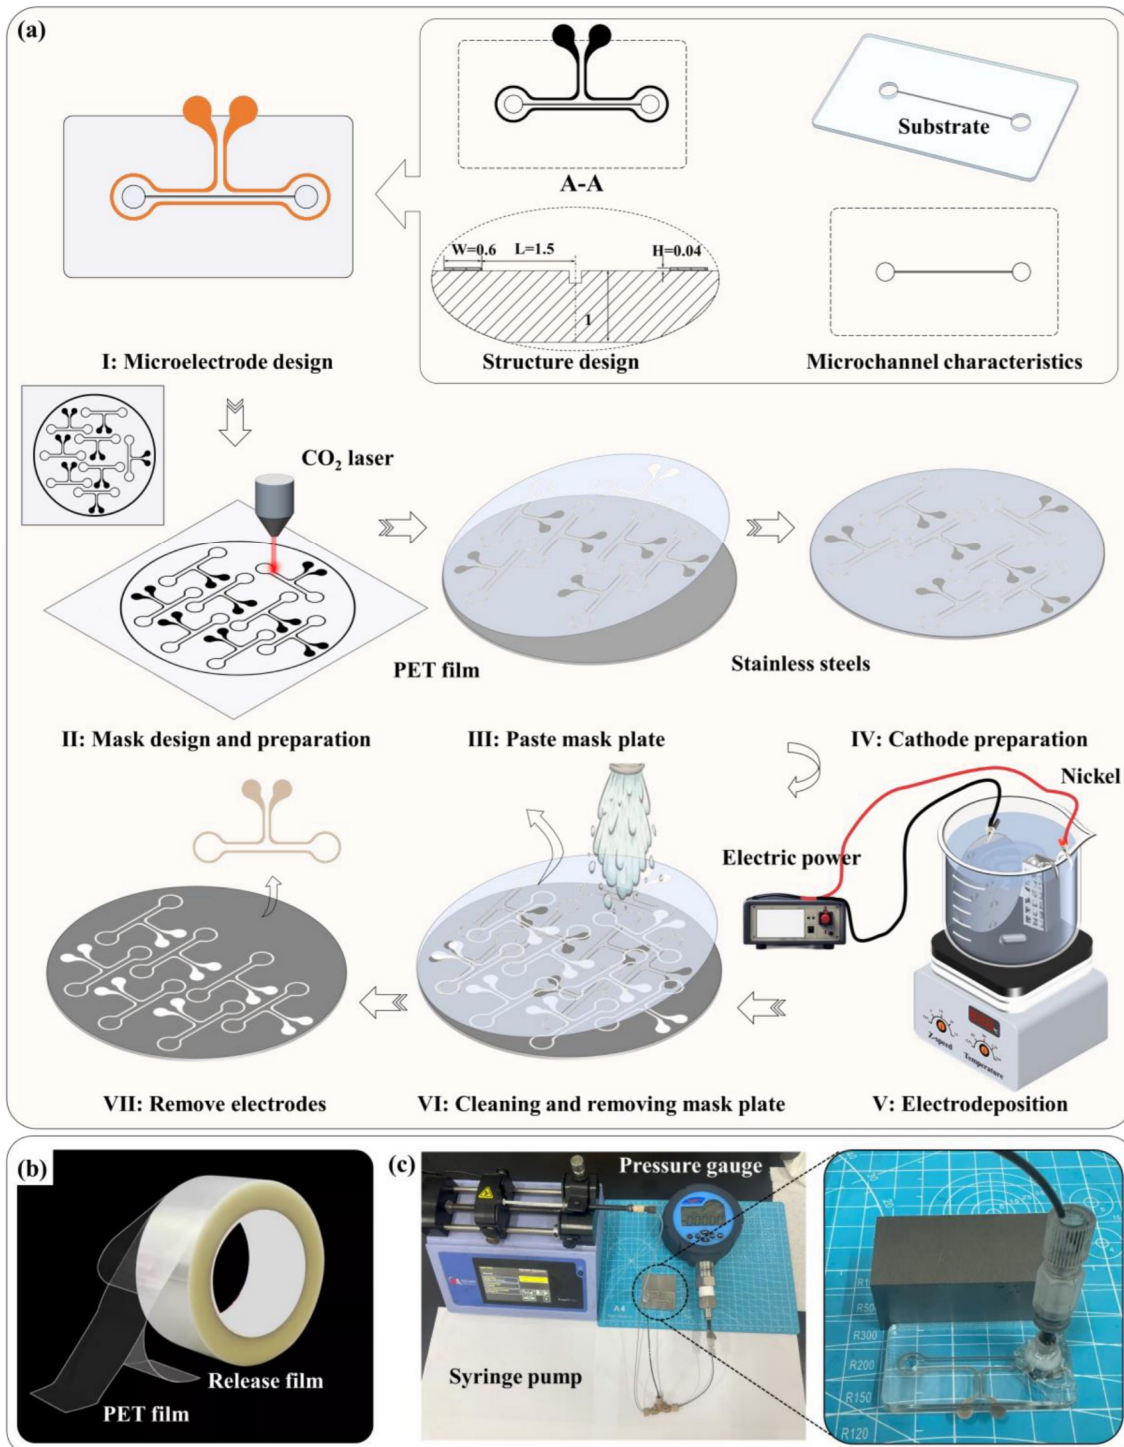 (a)
Substrate
A-A
W=0.6
L=1.5
H=0.04
1
I: Microelectrode design
Structure design
Microchannel characteristics
CO₂ laser
PET film
Stainless steels
II: Mask design and preparation
III: Paste mask plate
IV: Cathode preparation
Nickel
Electric power
Z-speed
Temperature
VII: Remove electrodes
VI: Cleaning and removing mask plate
V: Electrodeposition
(b)
Release film
PET film
(c)
Pressure gauge
A4
Syringe pump
R50
R300
R200
R150
R120